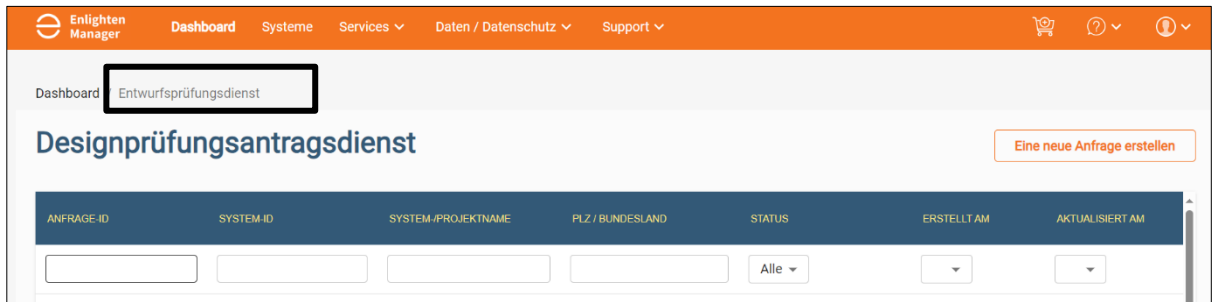 Enlighten
Manager
Dashboard Systeme Services Daten / Datenschutz Support
Dashboard / Entwurfsprüfungsdienst
Designprüfungsantragsdienst
Eine neue Anfrage erstellen
ANFRAGE-ID SYSTEM-ID SYSTEM-/PROJEKTNAME PLZ / BUNDESLAND STATUS ERSTELLT AM AKTUALISIERT AM
Alle